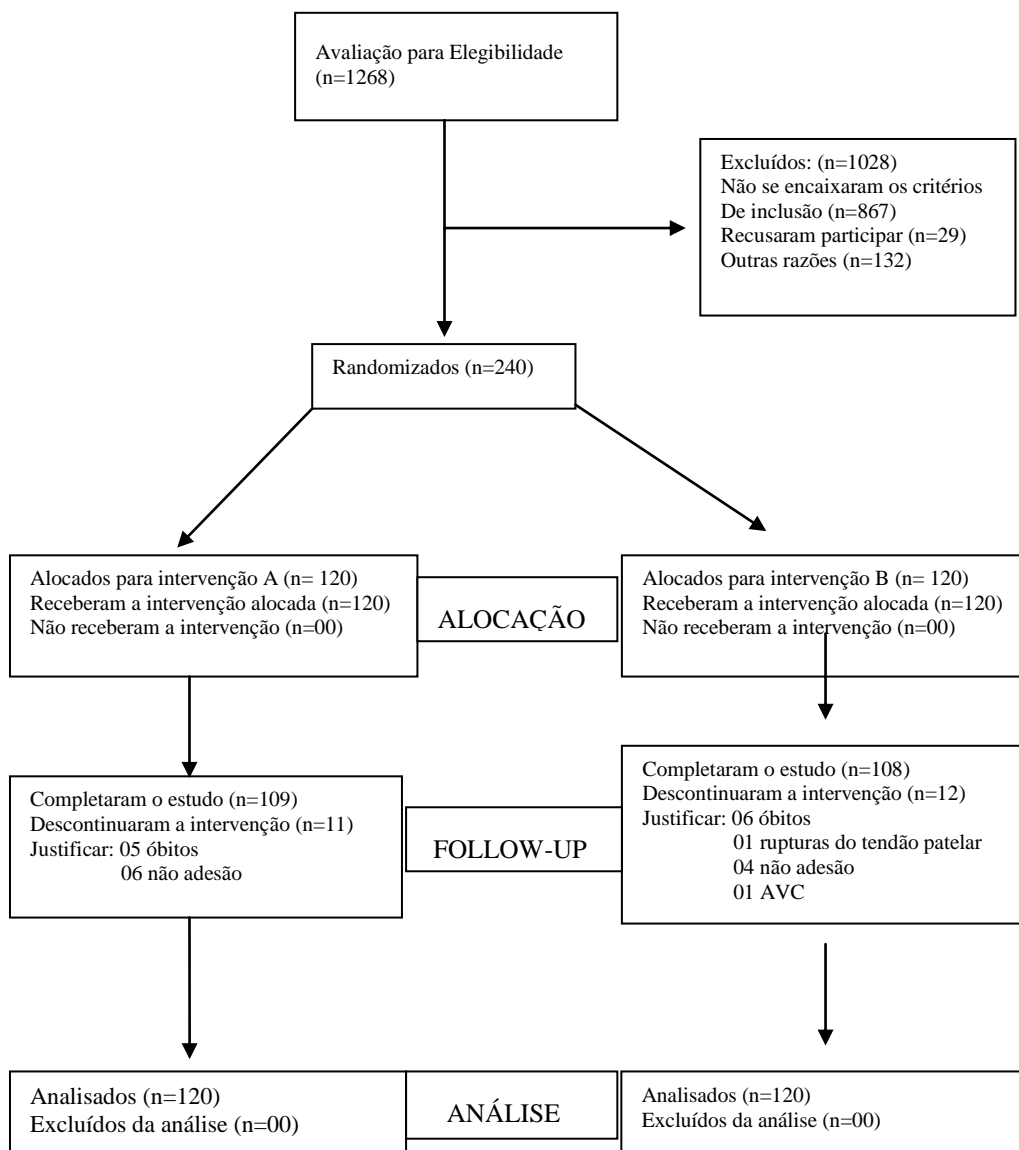 Avaliação para Elegibilidade
(n=1268)
Excluídos: (n=1028)
Não se encaixaram os critérios
De inclusão (n=867)
Recusaram participar (n=29)
Outras razões (n=132)
Randomizados (n=240)
Alocados para intervenção A (n= 120)
Receberam a intervenção alocada (n=120)
Não receberam a intervenção (n=00)
ALOCAÇÃO
Alocados para intervenção B (n= 120)
Receberam a intervenção alocada (n=120)
Não receberam a intervenção (n=00)
Completaram o estudo (n=109)
Descontinuaram a intervenção (n=11)
Justificar: 05 óbitos
06 não adesão
FOLLOW-UP
Completaram o estudo (n=108)
Descontinuaram a intervenção (n=12)
Justificar: 06 óbitos
01 rupturas do tendão patelar
04 não adesão
01 AVC
Analisados (n=120)
Excluídos da análise (n=00)
ANÁLISE
Analisados (n=120)
Excluídos da análise (n=00)